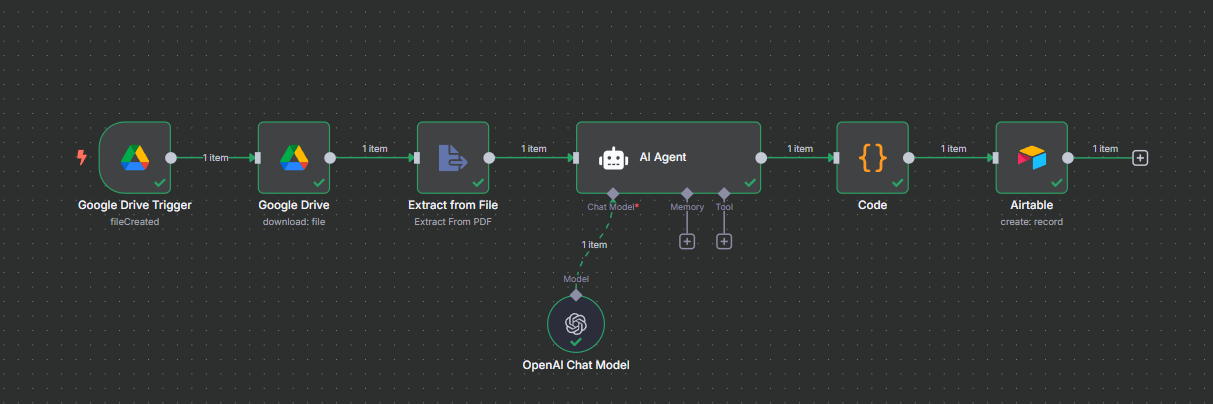 1 item
1 item
1 item
AI Agent
1 item
1 item
1 item
Google Drive Trigger
fileCreated
Google Drive
download: file
Extract from File
Extract From PDF
Chat Model*
Memory
Tool
Code
Airtable
create: record
1 item
Model
OpenAI Chat Model